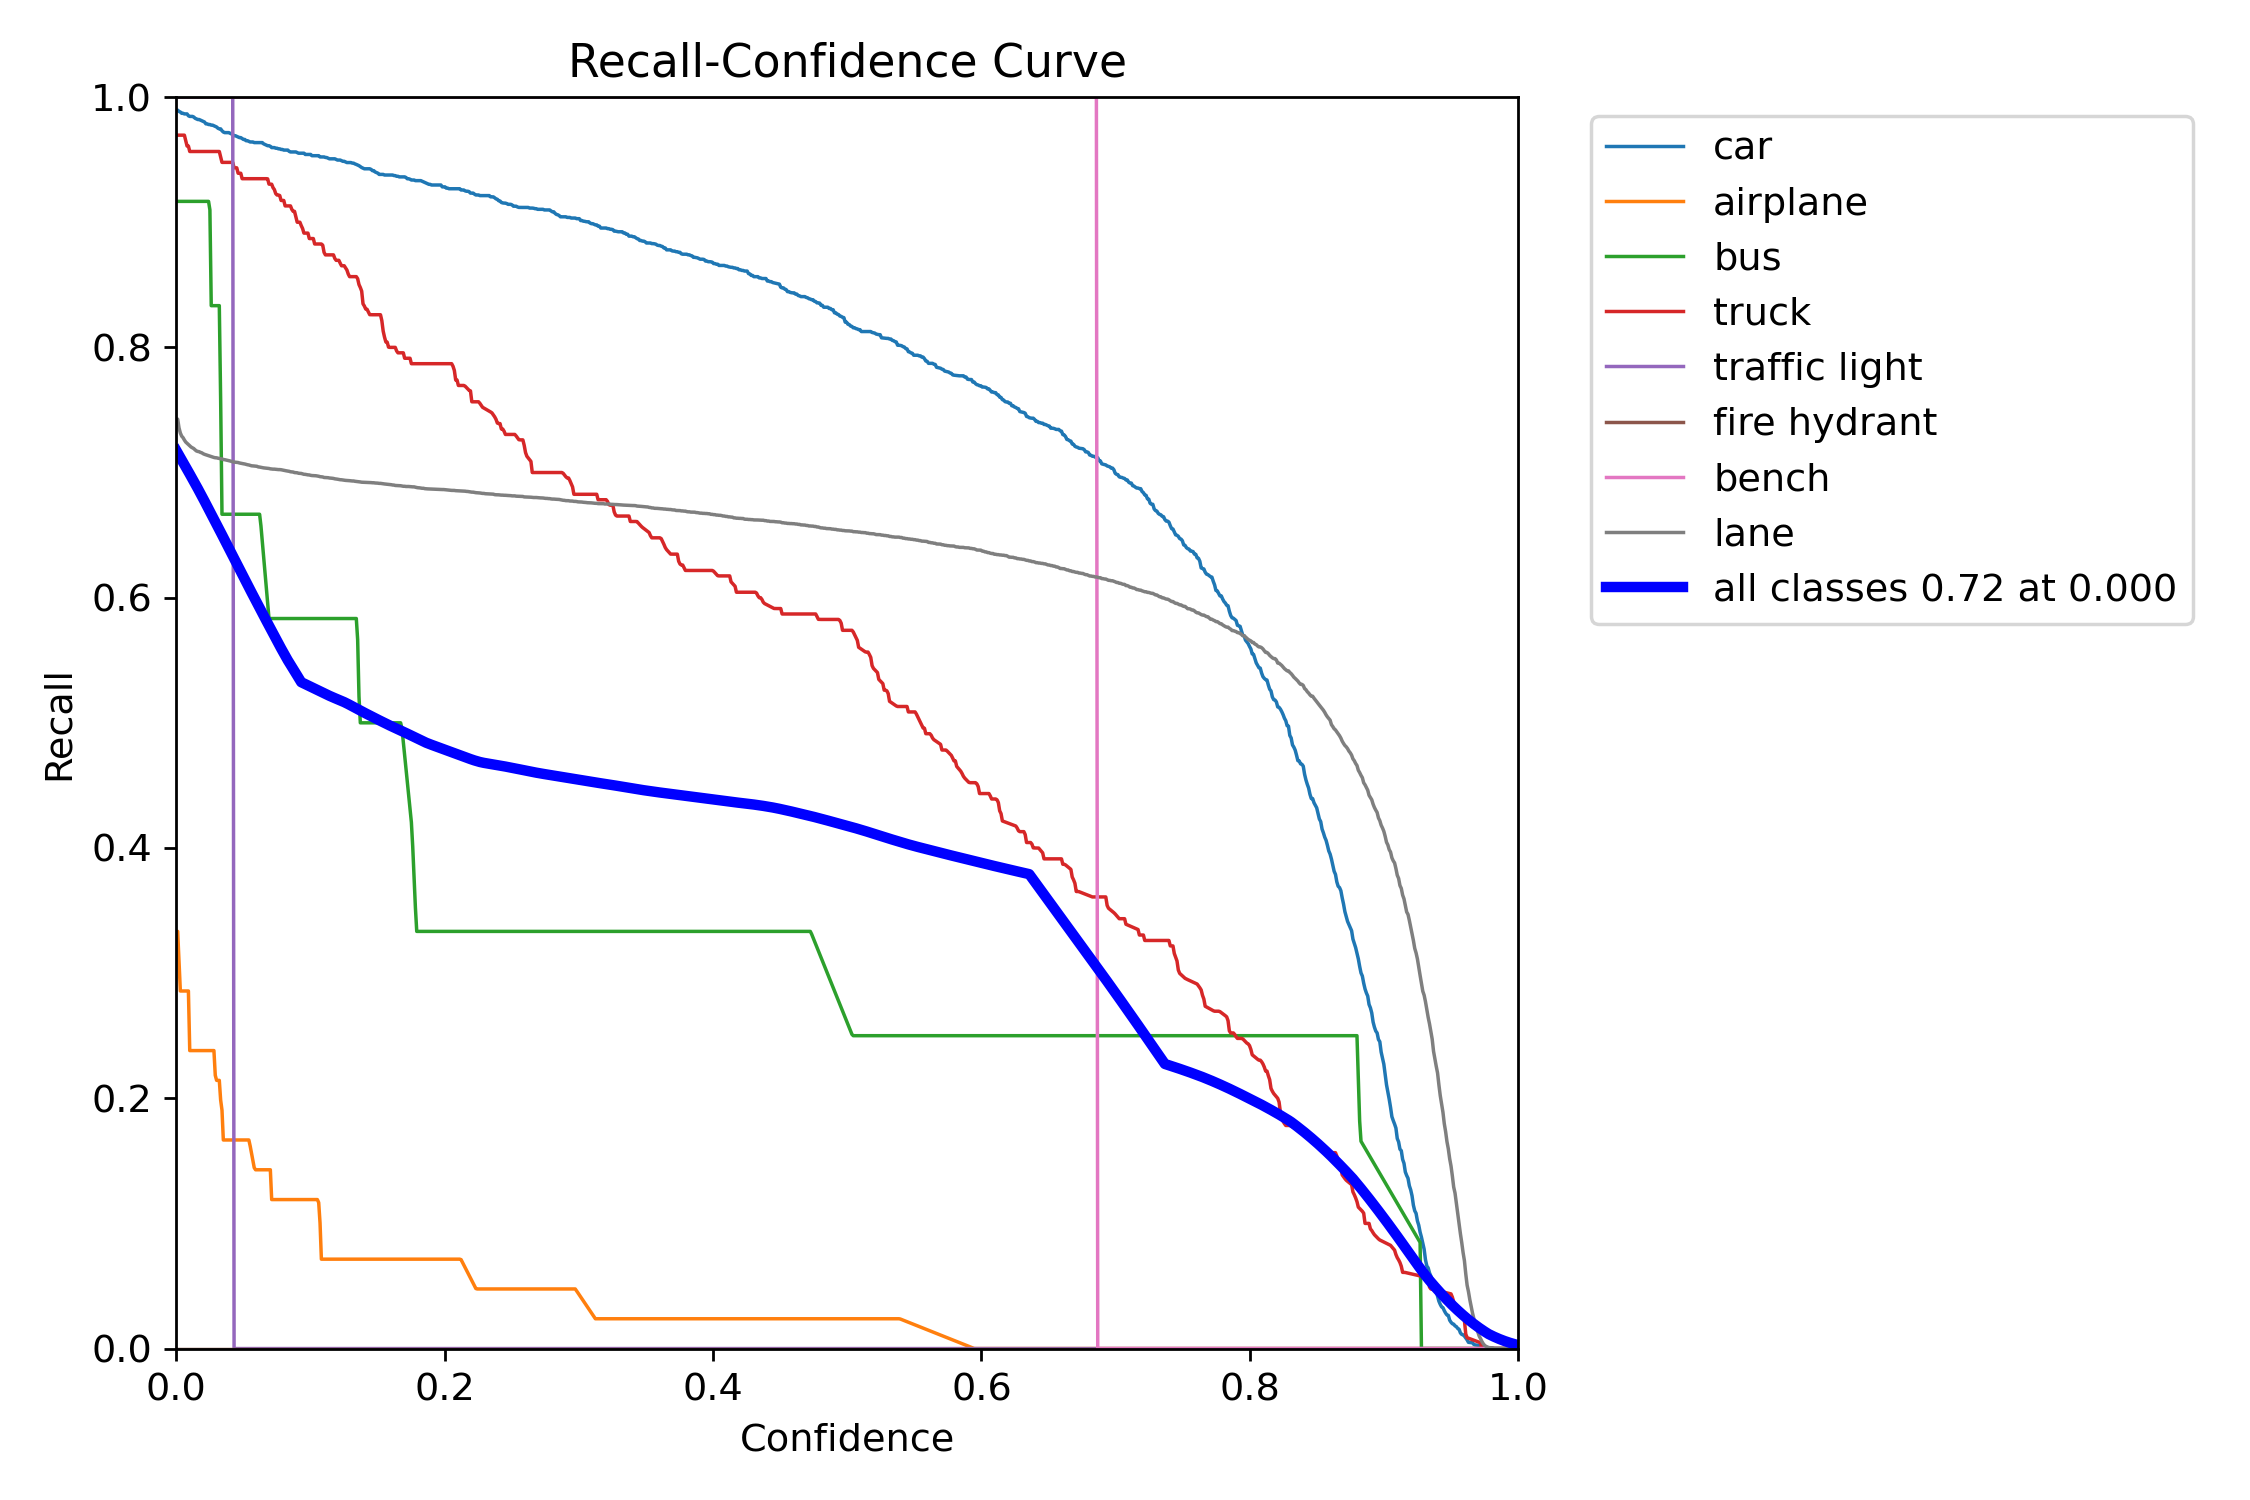 Recall-Confidence Curve
1.0
0.8
0.6
0.4
0.2
0.0
Recall
0.0 0.2 0.4 0.6 0.8 1.0
Confidence
car
airplane
bus
truck
traffic light
fire hydrant
bench
lane
all classes 0.72 at 0.000